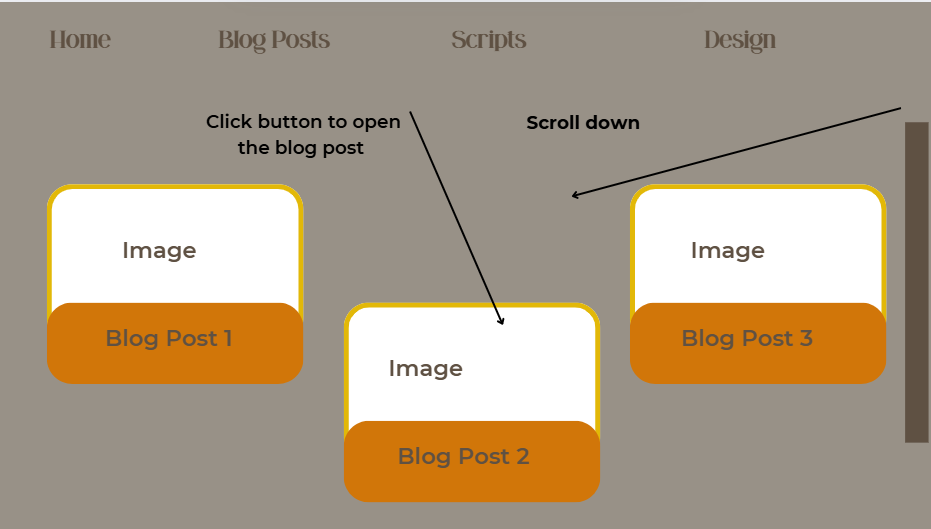 Home
Blog Posts
Scripts
Design
Click button to open
the blog post
Scroll down
Image
Blog Post 1
Image
Blog Post 2
Image
Blog Post 3